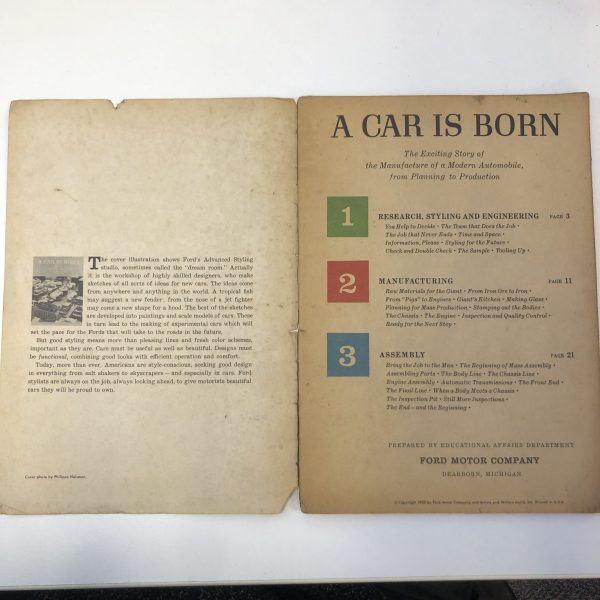 A CAR IS BORN
The cover illustration shows Ford's Advanced Styling
studio, sometimes called the "dream room." Actually
it is the workshop of highly skilled designers, who make
sketches of all sorts of ideas for new cars. The ideas come
from anywhere and anything in the world. A tropical fish
may suggest a new fender; from the nose of a jet fighter
may come a new shape for a hood. The best of the sketches
are developed into paintings and scale models of cars. These
in turn lead to the making of experimental cars which will
set the pace for the Fords that will take to the roads in the future.
But good styling means more than pleasing lines and fresh color schemes,
important as they are. Cars must be useful as well as beautiful. Designs must
be functional, combining good looks with efficient operation and comfort.
Today, more than ever, Americans are style-conscious, seeking good design
in everything from salt shakers to skyscrapers — and especially in cars. Ford
stylists are always on the job, always looking ahead, to give motorists beautiful
cars they will be proud to own.
Cover photo by Philippe Halsman
A CAR IS BORN
The Exciting Story of
the Manufacture of a Modern Automobile,
from Planning to Production
1
RESEARCH, STYLING AND ENGINEERING PAGE 3
You Help to Decide • The Team that Does the Job •
The Job that Never Ends • Time and Space •
Information, Please • Styling for the Future •
Check and Double Check • The Sample • Tooling Up •
2
MANUFACTURING PAGE 11
Raw Materials for the Giant • From Iron Ore to Iron •
From "Pigs" to Engines • Giant's Kitchen • Making Glass •
Planning for Mass Production • Stamping out the Bodies •
The Chassis • The Engine • Inspection and Quality Control •
Ready for the Next Step •
3
ASSEMBLY PAGE 21
Bring the Job to the Man • The Beginning of Mass Assembly •
Assembling Parts • The Body Line • The Chassis Line •
Engine Assembly • Automatic Transmissions • The Front End •
The Final Line • When a Body Meets a Chassis •
The Inspection Pit • Still More Inspections •
The End—and the Beginning •
PREPARED BY EDUCATIONAL AFFAIRS DEPARTMENT
FORD MOTOR COMPANY
DEARBORN, MICHIGAN